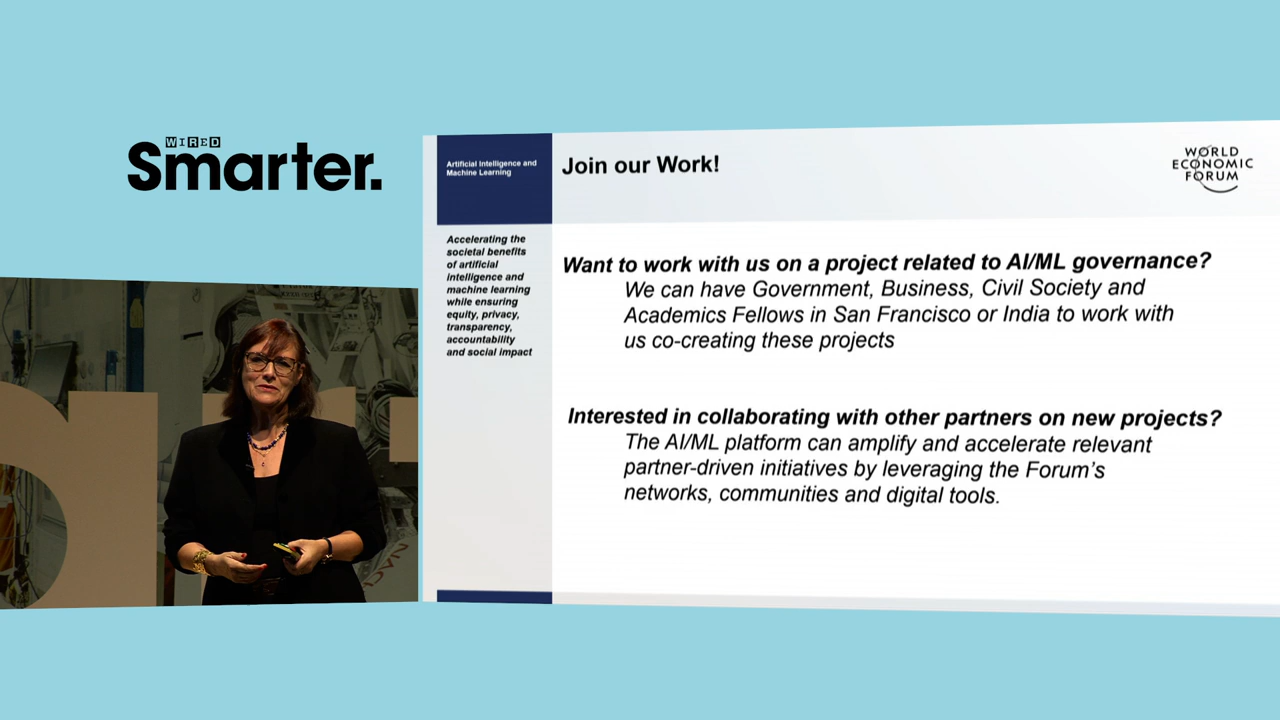 WIRED
Smarter.
Artificial Intelligence and
Machine Learning
Join our Work!
WORLD
ECONOMIC
FORUM
Accelerating the
societal benefits
of artificial
intelligence and
machine learning
while ensuring
equity, privacy,
transparency,
accountability
and social impact
Want to work with us on a project related to AI/ML governance?
We can have Government, Business, Civil Society and
Academics Fellows in San Francisco or India to work with
us co-creating these projects
Interested in collaborating with other partners on new projects?
The AI/ML platform can amplify and accelerate relevant
partner-driven initiatives by leveraging the Forum's
networks, communities and digital tools.